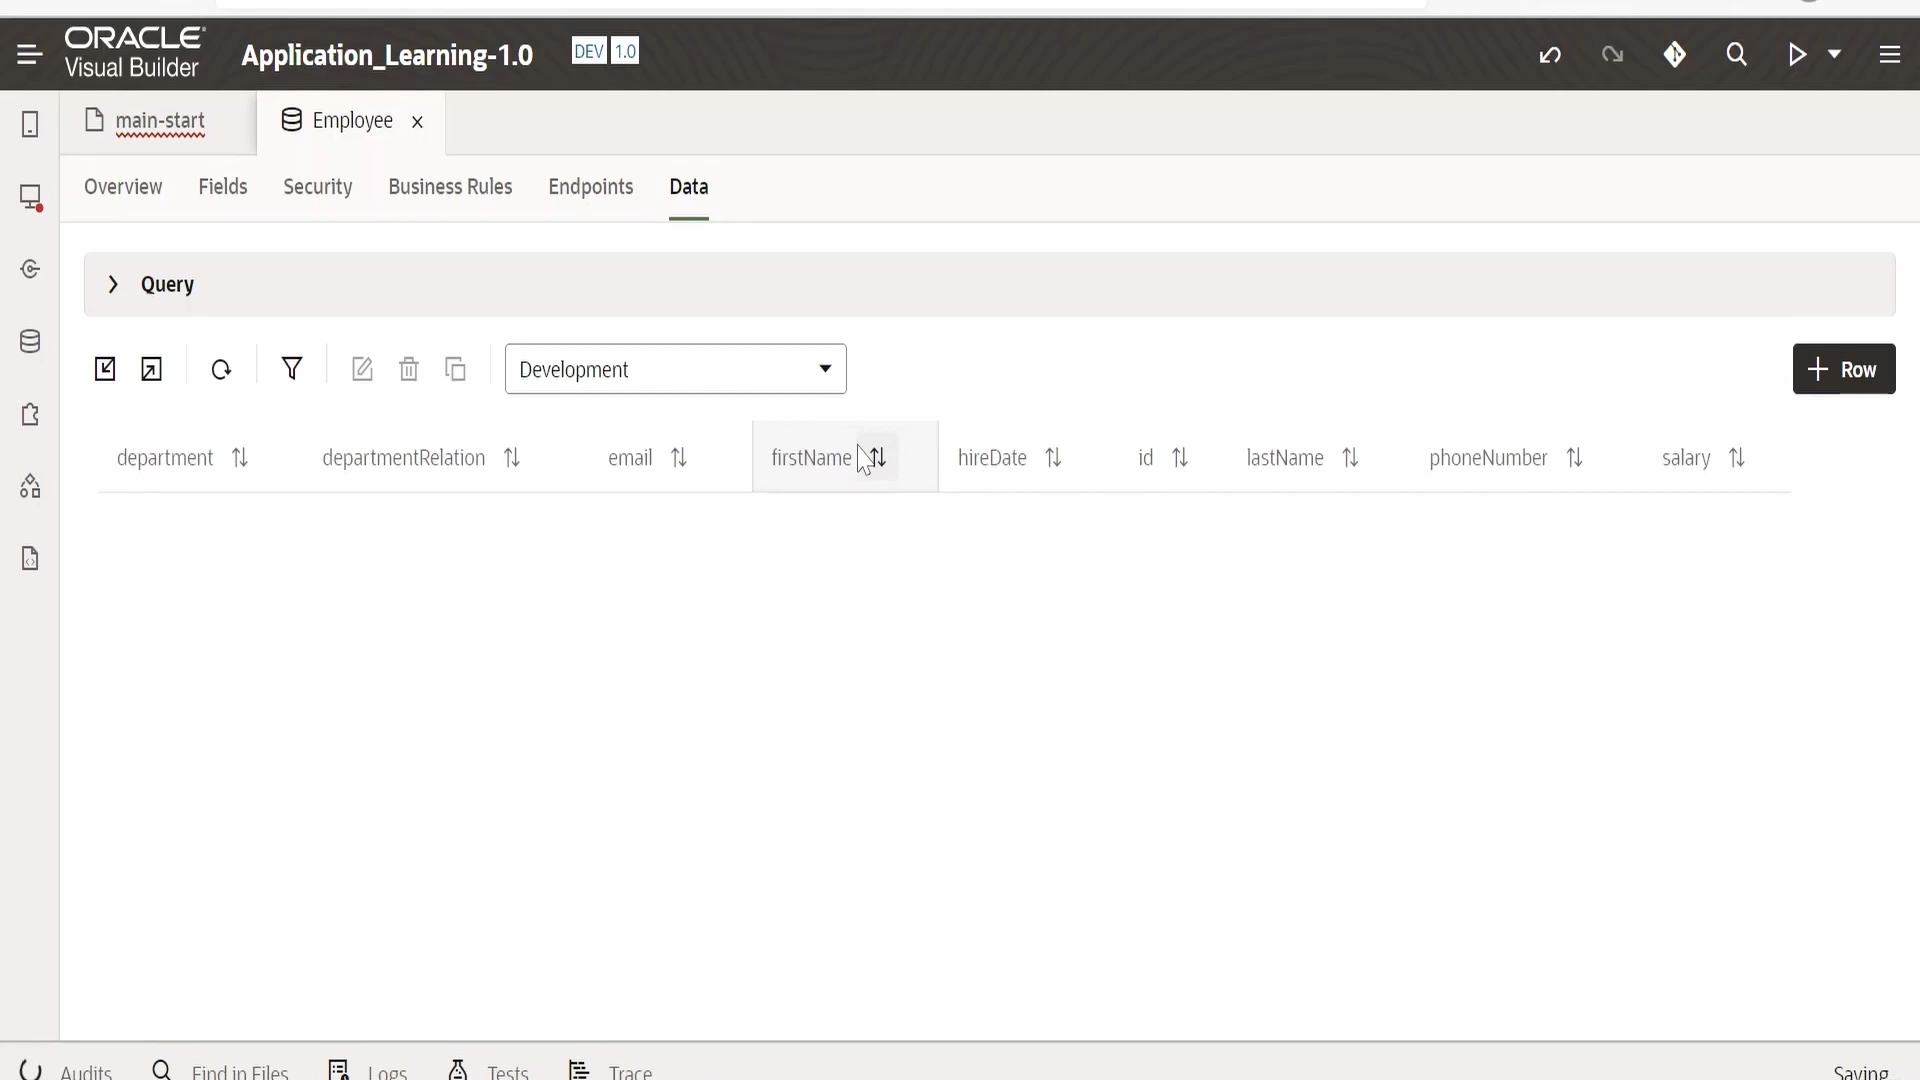 ORACLE
Visual Builder
Application_Learning-1.0
DEV 1.0
main-start
Employee
Overview Fields Security Business Rules Endpoints Data
Query
Development
Row
department departmentRelation email firstName hireDate id lastName phoneNumber salary
Audits Find in Files Logs Tests Trace Saving...